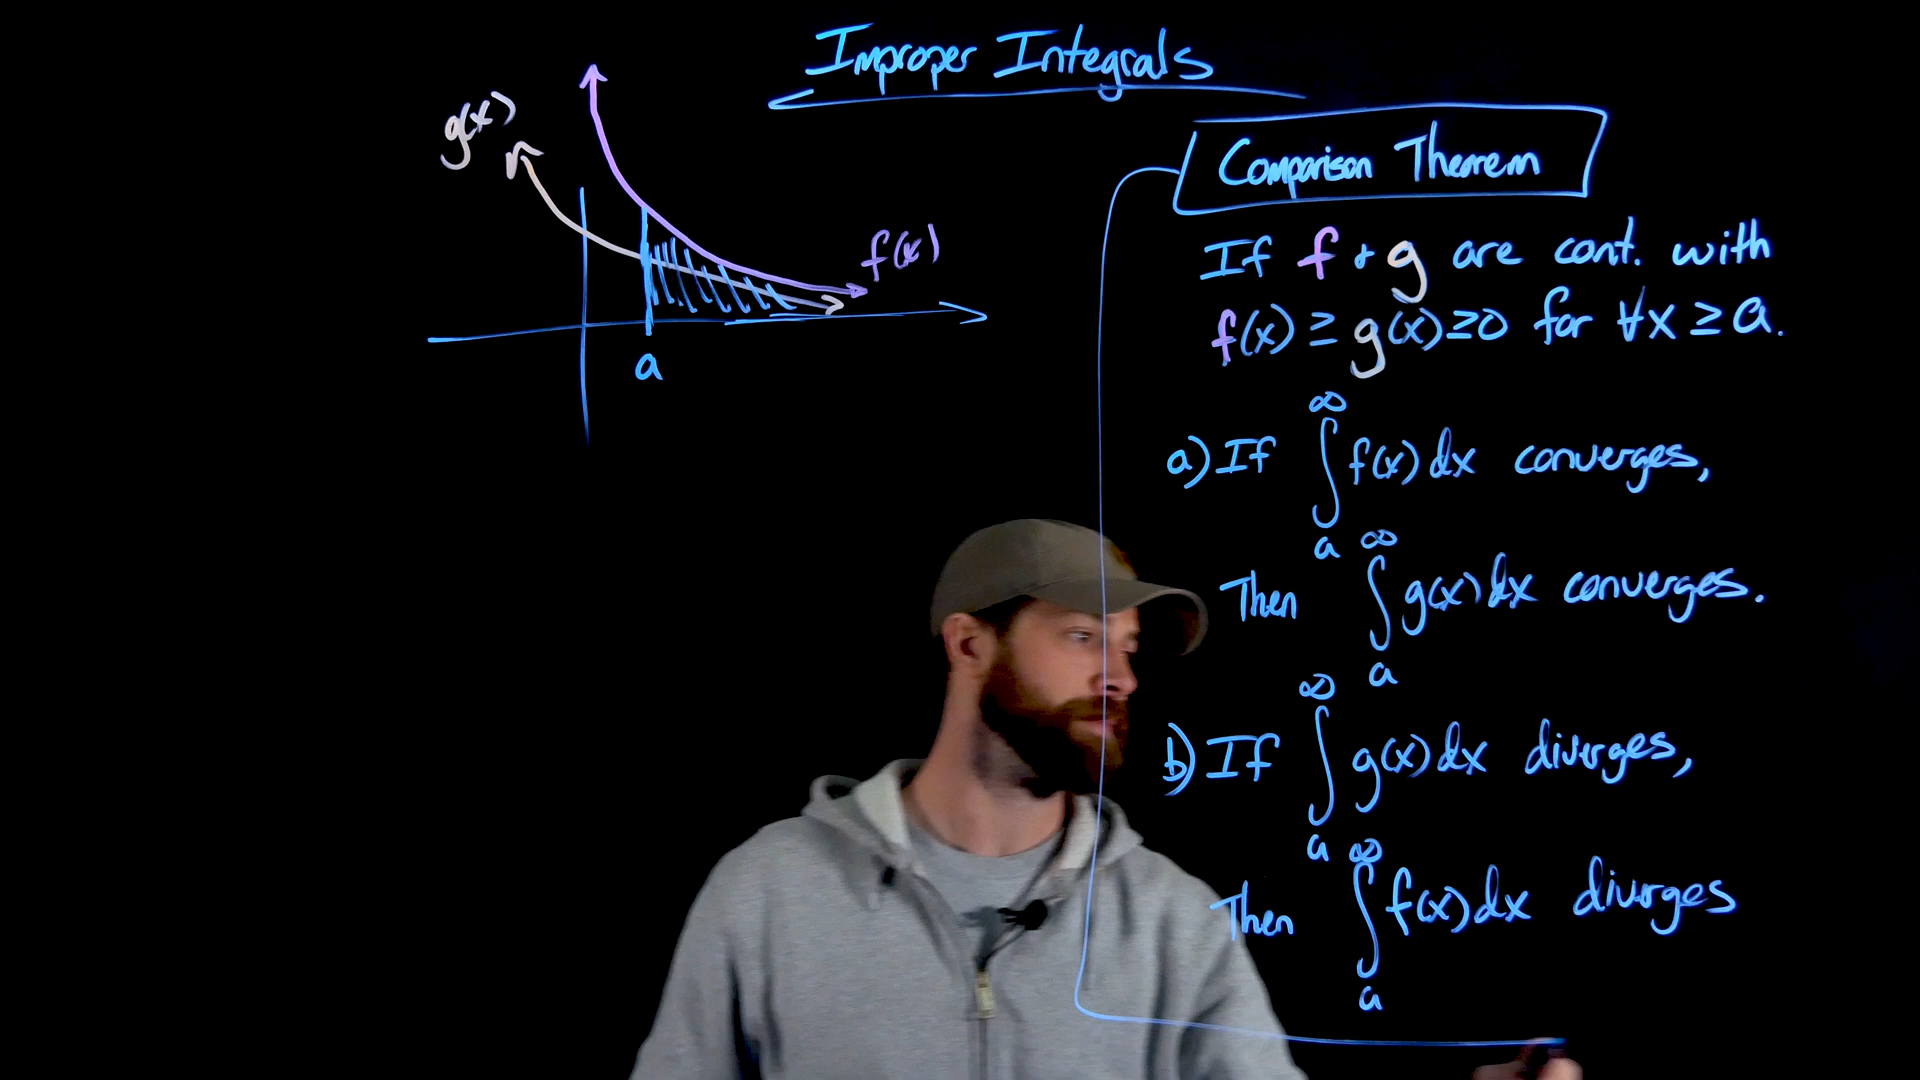 Improper Integrals
g(x)
f(x)
a
Comparison Theorem
If f + g are cont. with
f(x) ≥ g(x) ≥ 0 for ∀x ≥ a.
a) If ∫_a^∞ f(x) dx converges,
Then ∫_a^∞ g(x) dx converges.
b) If ∫_a^∞ g(x) dx diverges,
Then ∫_a^∞ f(x) dx diverges